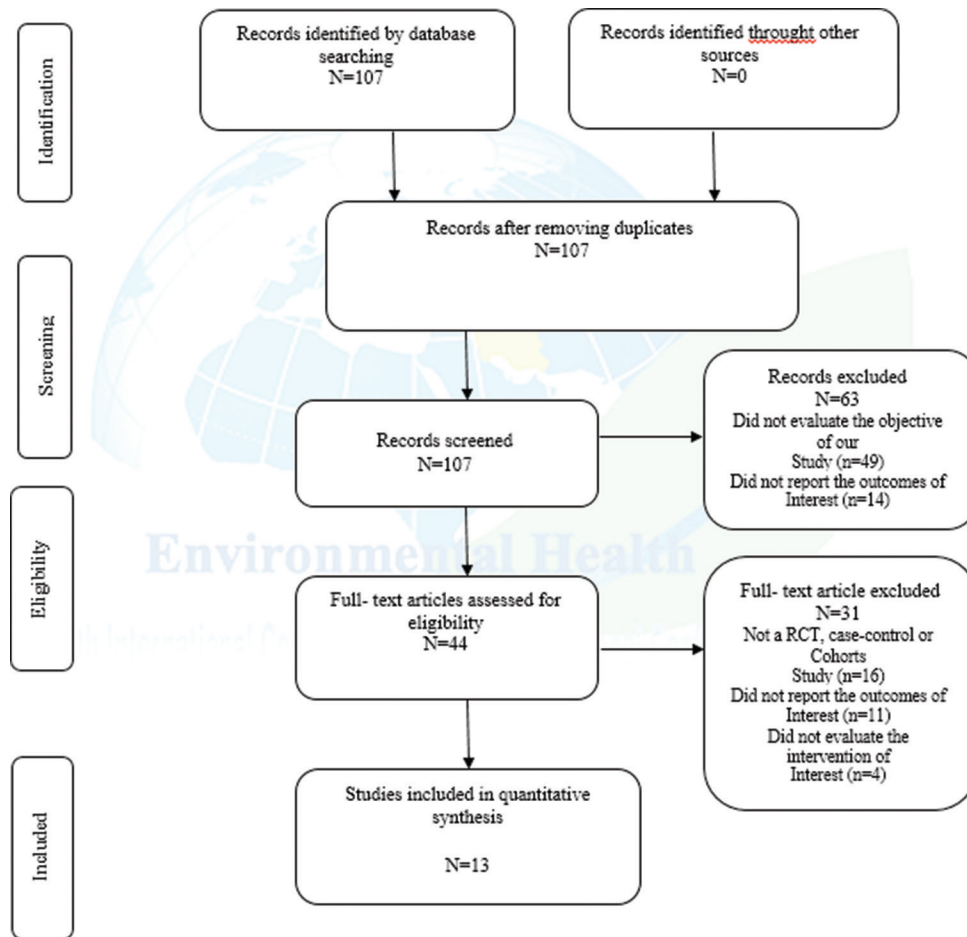 Identification
Records identified by database
searching
N=107
Records identified throught other
sources
N=0
Records after removing duplicates
N=107
Screening
Records screened
N=107
Records excluded
N=63
Did not evaluate the objective
of our
Study (n=49)
Did not report the outcomes of
Interest (n=14)
Eligibility
Environmental Health
Full- text articles assessed for
eligibility
N=44
Full- text article excluded
N=31
Not a RCT, case-control or
Cohorts
Study (n=16)
Did not report the outcomes of
Interest (n=11)
Did not evaluate the
intervention of
Interest (n=4)
International
Included
Studies included in quantitative
synthesis
N=13